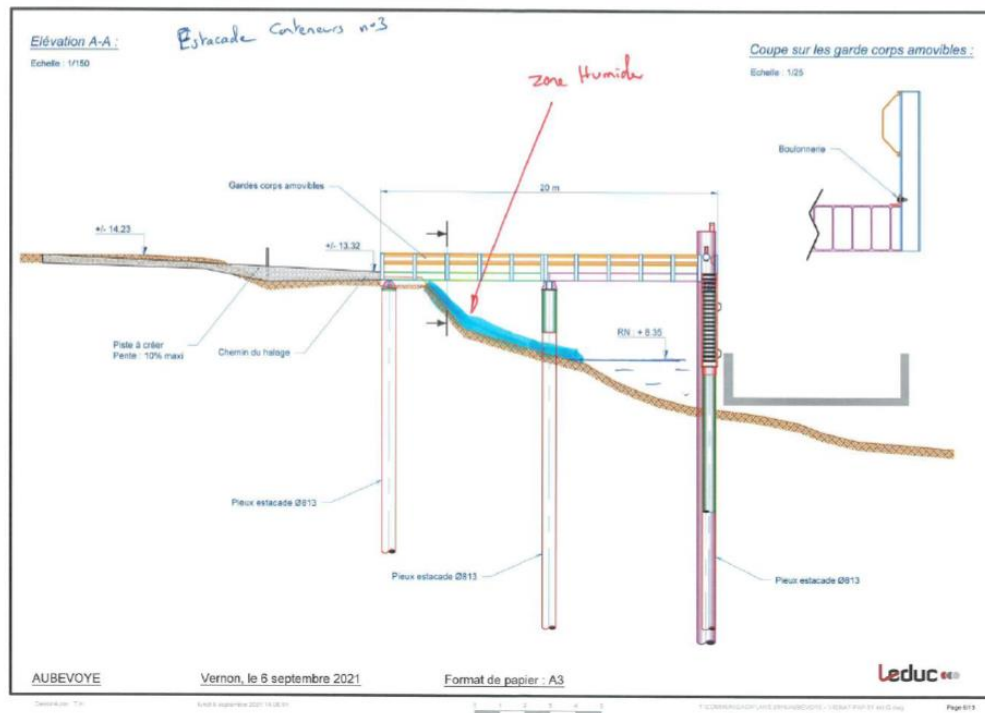 Elévation A-A :
Echelle : 1/150
Estacade Conteneurs n°3
zone Humide
Coupe sur les garde corps amovibles :
Echelle : 1/25
Boulonnerie
Gardes corps amovibles
20 m
+/- 14.23
+/- 13.32
RN : + 8.35
Piste à créer
Pente : 10% maxi
Chemin du halage
Pieux estacade Ø813
Pieux estacade Ø813
Pieux estacade Ø813
AUBEVOYE
Vernon, le 6 septembre 2021
Format de papier : A3
Leduc
Page 6/13